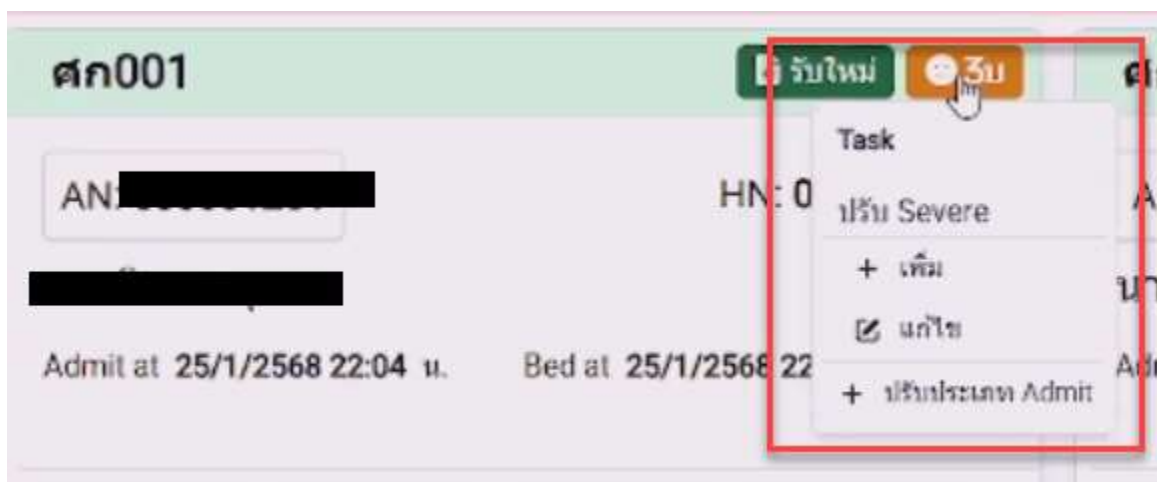 ศก001
รับใหม่
3บ
Task
AN:
HN: 0
ปรับ Severe
+ เพิ่ม
แก้ไข
Admit at 25/1/2568 22:04 น.
Bed at 25/1/2568 22
+ ปรับประเภท Admit